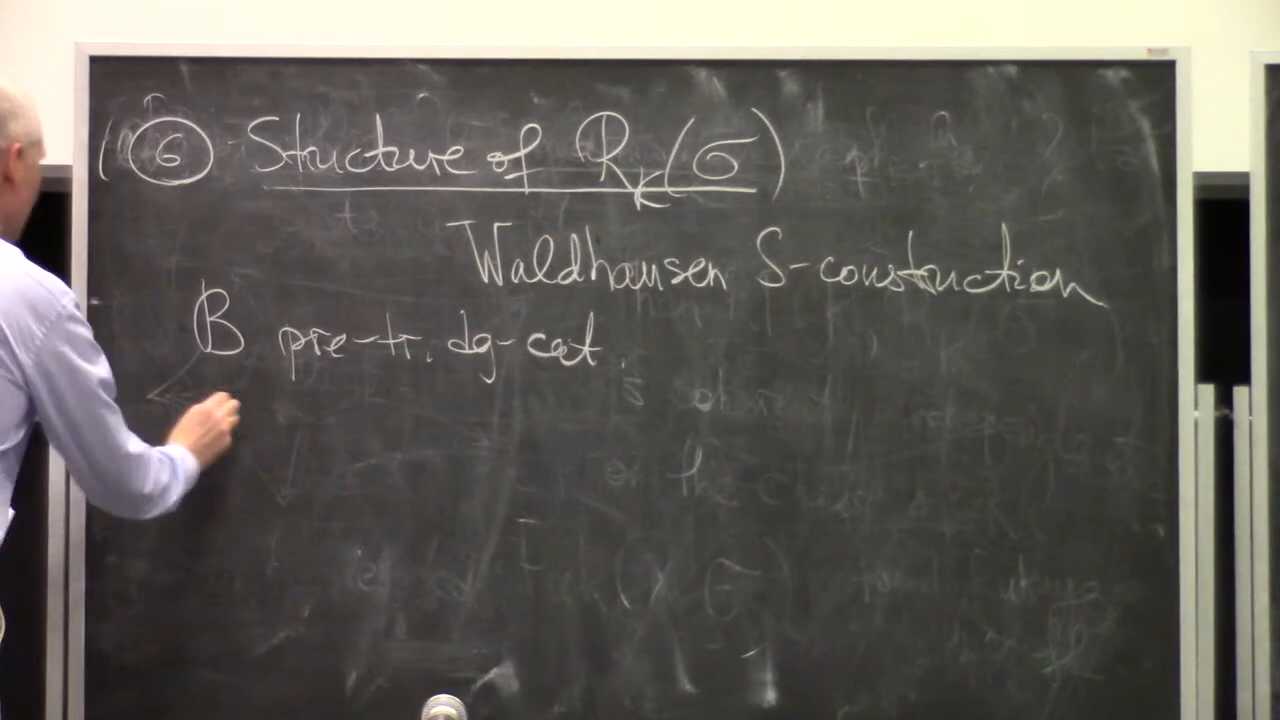 ⑥ Structure of R_K(σ)
Waldhausen S-construction
B pre-tr. dg-cat.